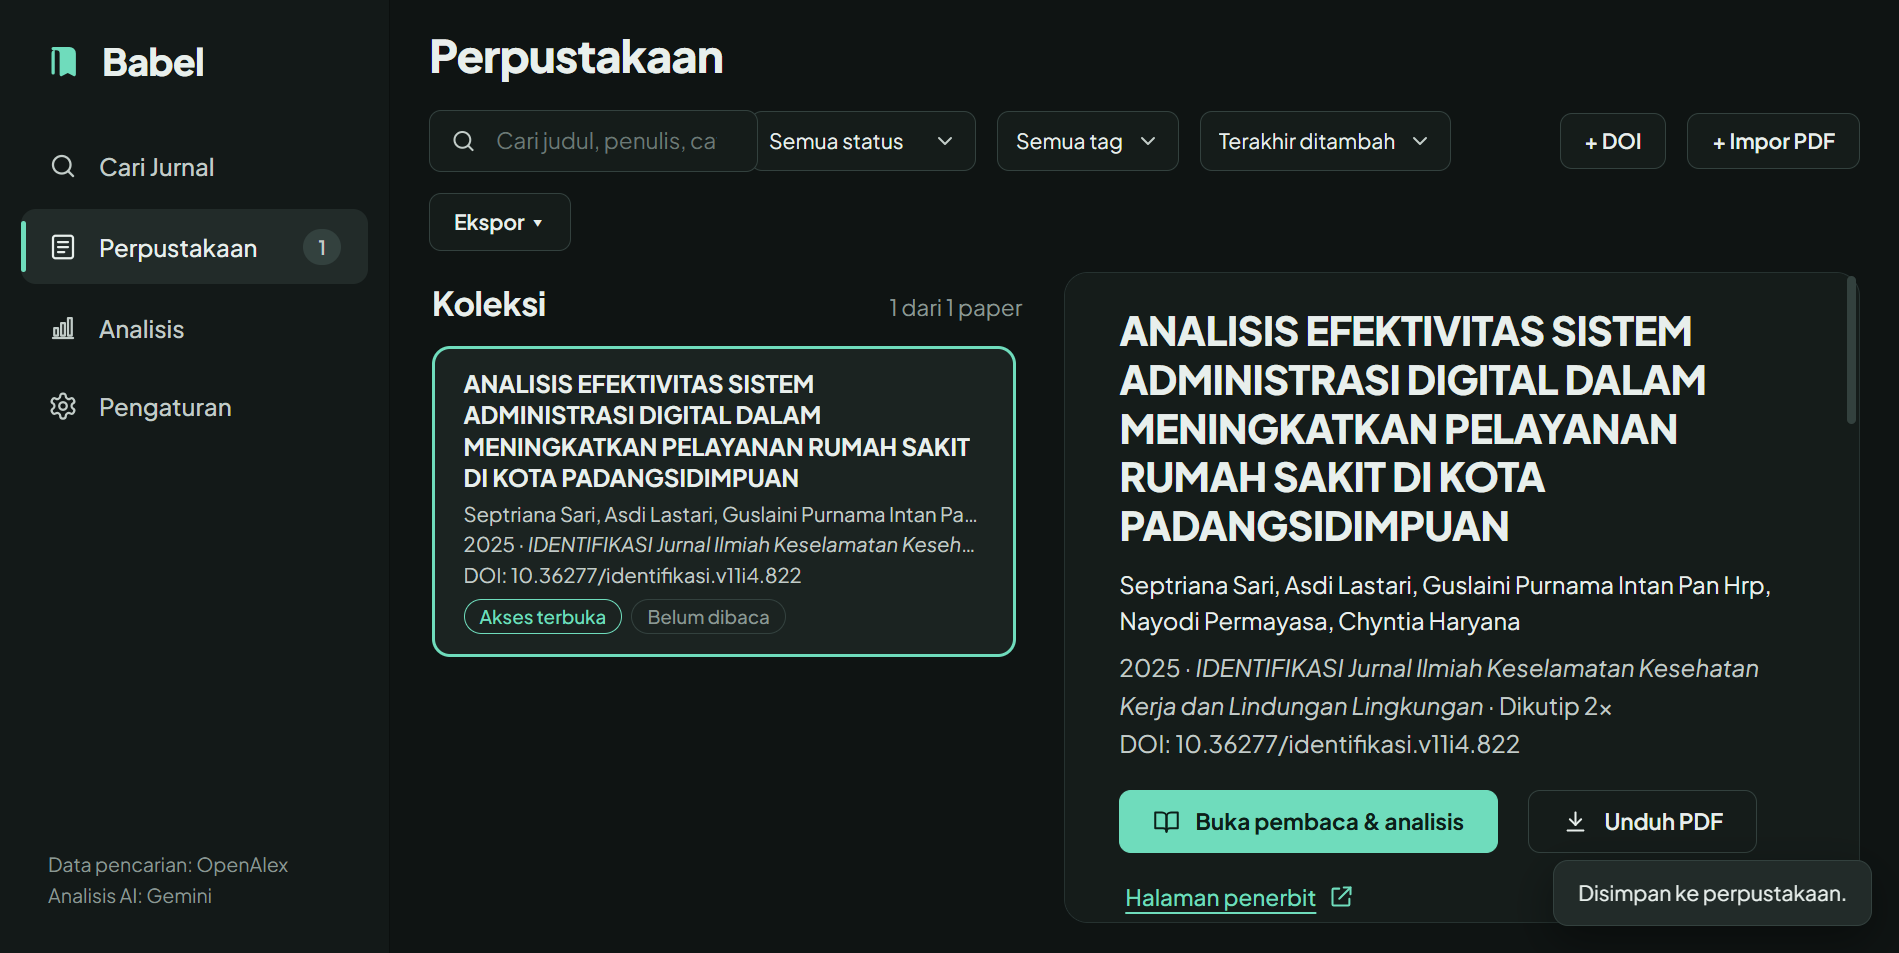 Babel
Cari Jurnal
Perpustakaan 1
Analisis
Pengaturan
Data pencarian: OpenAlex
Analisis AI: Gemini
Perpustakaan
Cari judul, penulis, ca
Semua status
Semua tag
Terakhir ditambah
+ DOI
+ Impor PDF
Ekspor
Koleksi
1 dari 1 paper
ANALISIS EFEKTIVITAS SISTEM
ADMINISTRASI DIGITAL DALAM
MENINGKATKAN PELAYANAN RUMAH SAKIT
DI KOTA PADANGSIDIMPUAN
Septriana Sari, Asdi Lastari, Guslaini Purnama Intan Pa...
2025 · IDENTIFIKASI Jurnal Ilmiah Keselamatan Keseh...
DOI: 10.36277/identifikasi.v11i4.822
Akses terbuka
Belum dibaca
ANALISIS EFEKTIVITAS SISTEM
ADMINISTRASI DIGITAL DALAM
MENINGKATKAN PELAYANAN
RUMAH SAKIT DI KOTA
PADANGSIDIMPUAN
Septriana Sari, Asdi Lastari, Guslaini Purnama Intan Pan Hrp,
Nayodi Permayasa, Chyntia Haryana
2025 · IDENTIFIKASI Jurnal Ilmiah Keselamatan Kesehatan
Kerja dan Lindungan Lingkungan · Dikutip 2×
DOI: 10.36277/identifikasi.v11i4.822
Buka pembaca & analisis
Unduh PDF
Halaman penerbit
Disimpan ke perpustakaan.